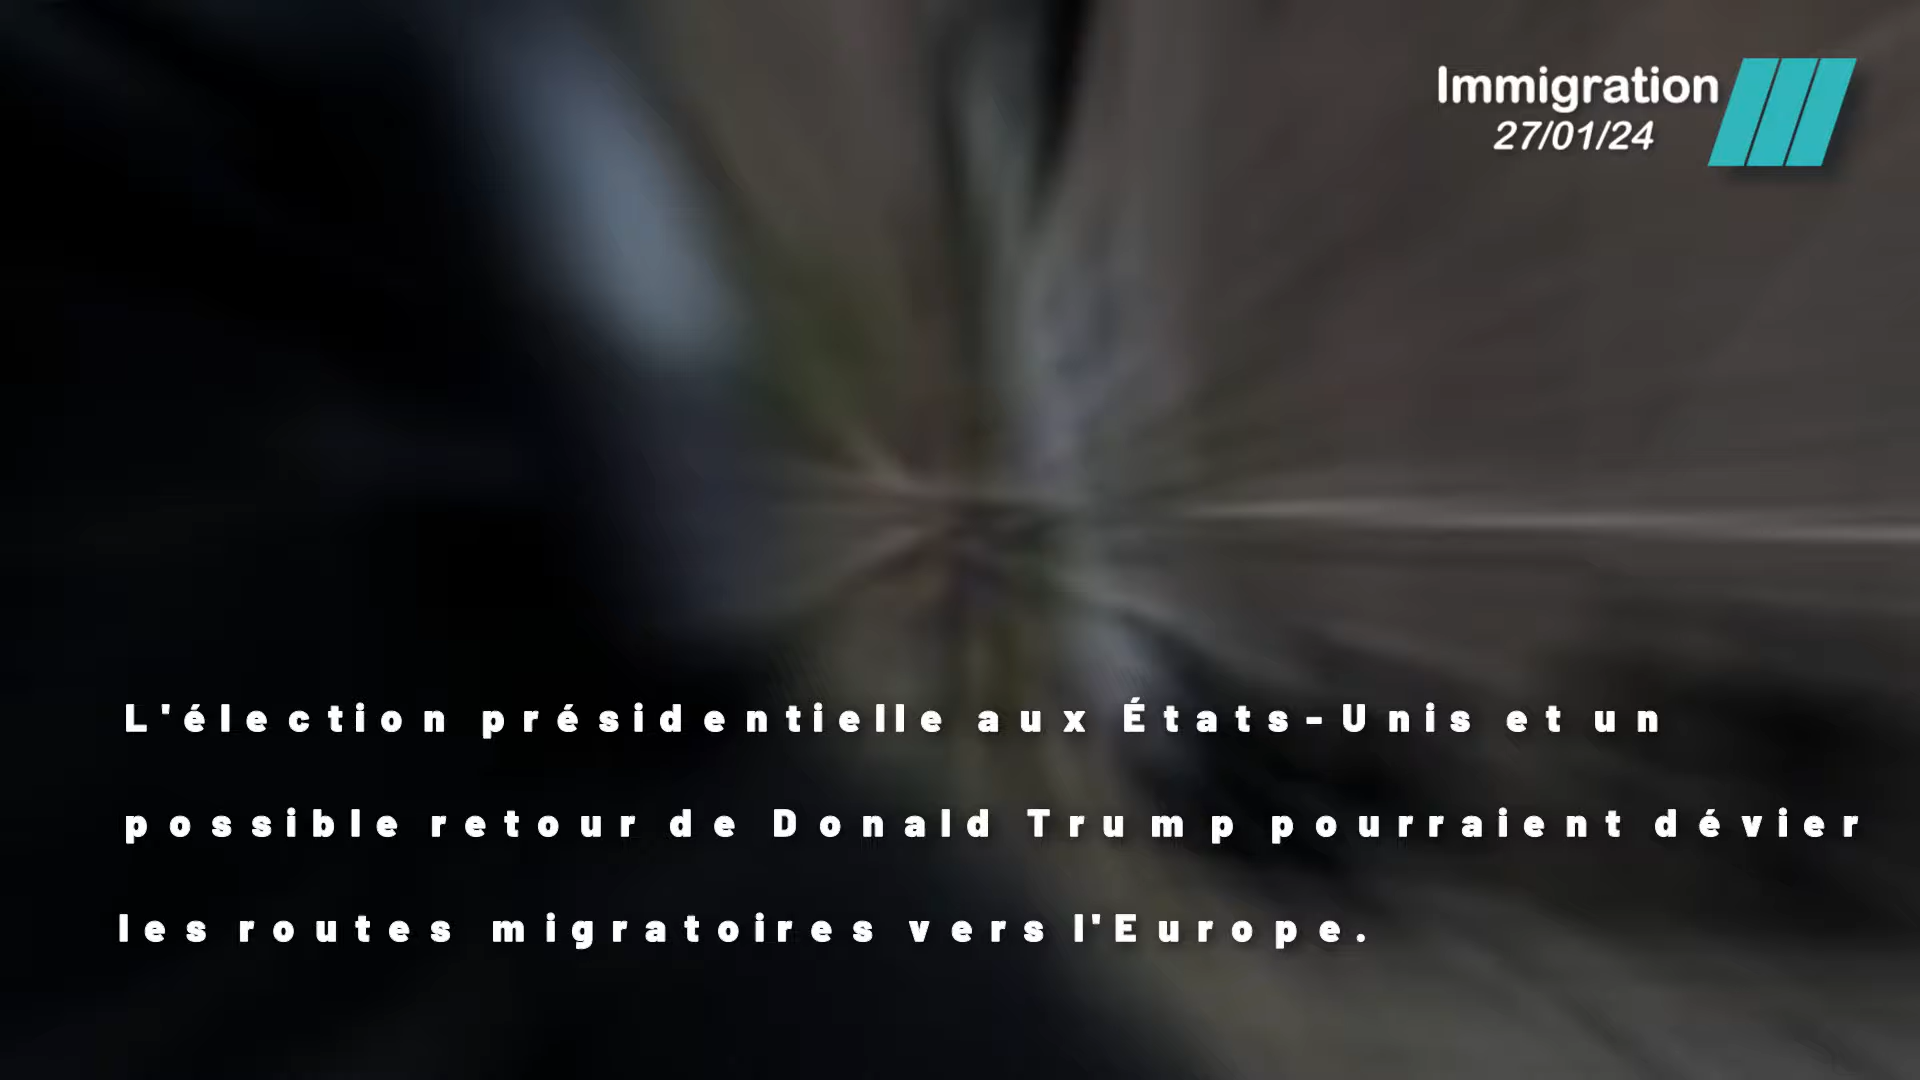 Immigration
27/01/24
L'élection présidentielle aux États-Unis et un
possible retour de Donald Trump pourraient dévier
les routes migratoires vers l'Europe.